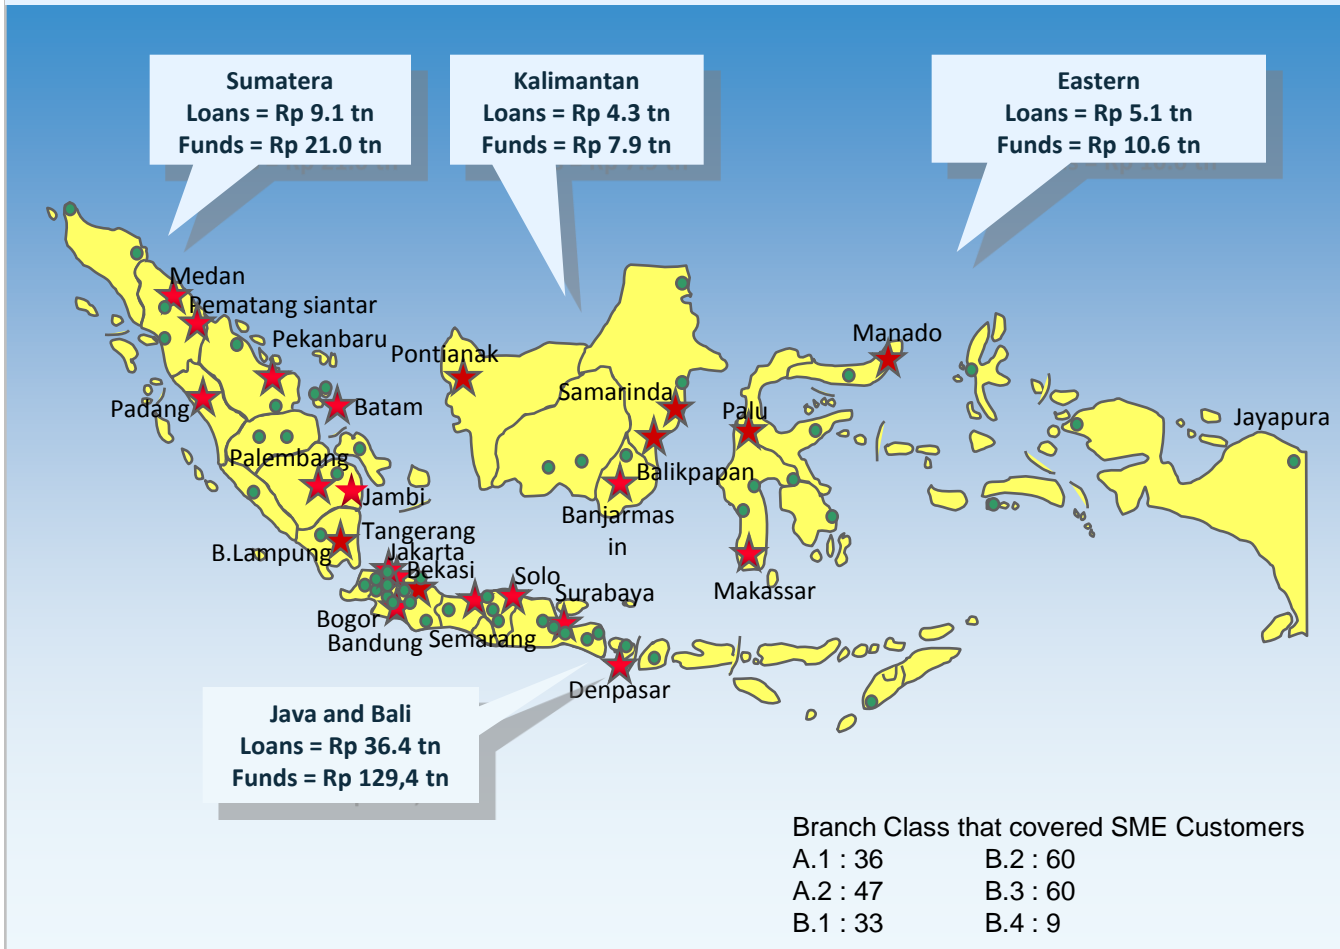 Sumatera
Loans = Rp 9.1 tn
Funds = Rp 21.0 tn
Kalimantan
Loans = Rp 4.3 tn
Funds = Rp 7.9 tn
Eastern
Loans = Rp 5.1 tn
Funds = Rp 10.6 tn
Medan
Pematang siantar
Pekanbaru
Padang
Batam
Palembang
Jambi
B.Lampung
Pontianak
Samarinda
Balikpapan
Banjarmas
in
Manado
Palu
Makassar
Jayapura
Tangerang
Jakarta
Bekasi
Bogor
Bandung
Semarang
Solo
Surabaya
Denpasar
Java and Bali
Loans = Rp 36.4 tn
Funds = Rp 129,4 tn
Branch Class that covered SME Customers
A.1 : 36 B.2 : 60
A.2 : 47 B.3 : 60
B.1 : 33 B.4 : 9